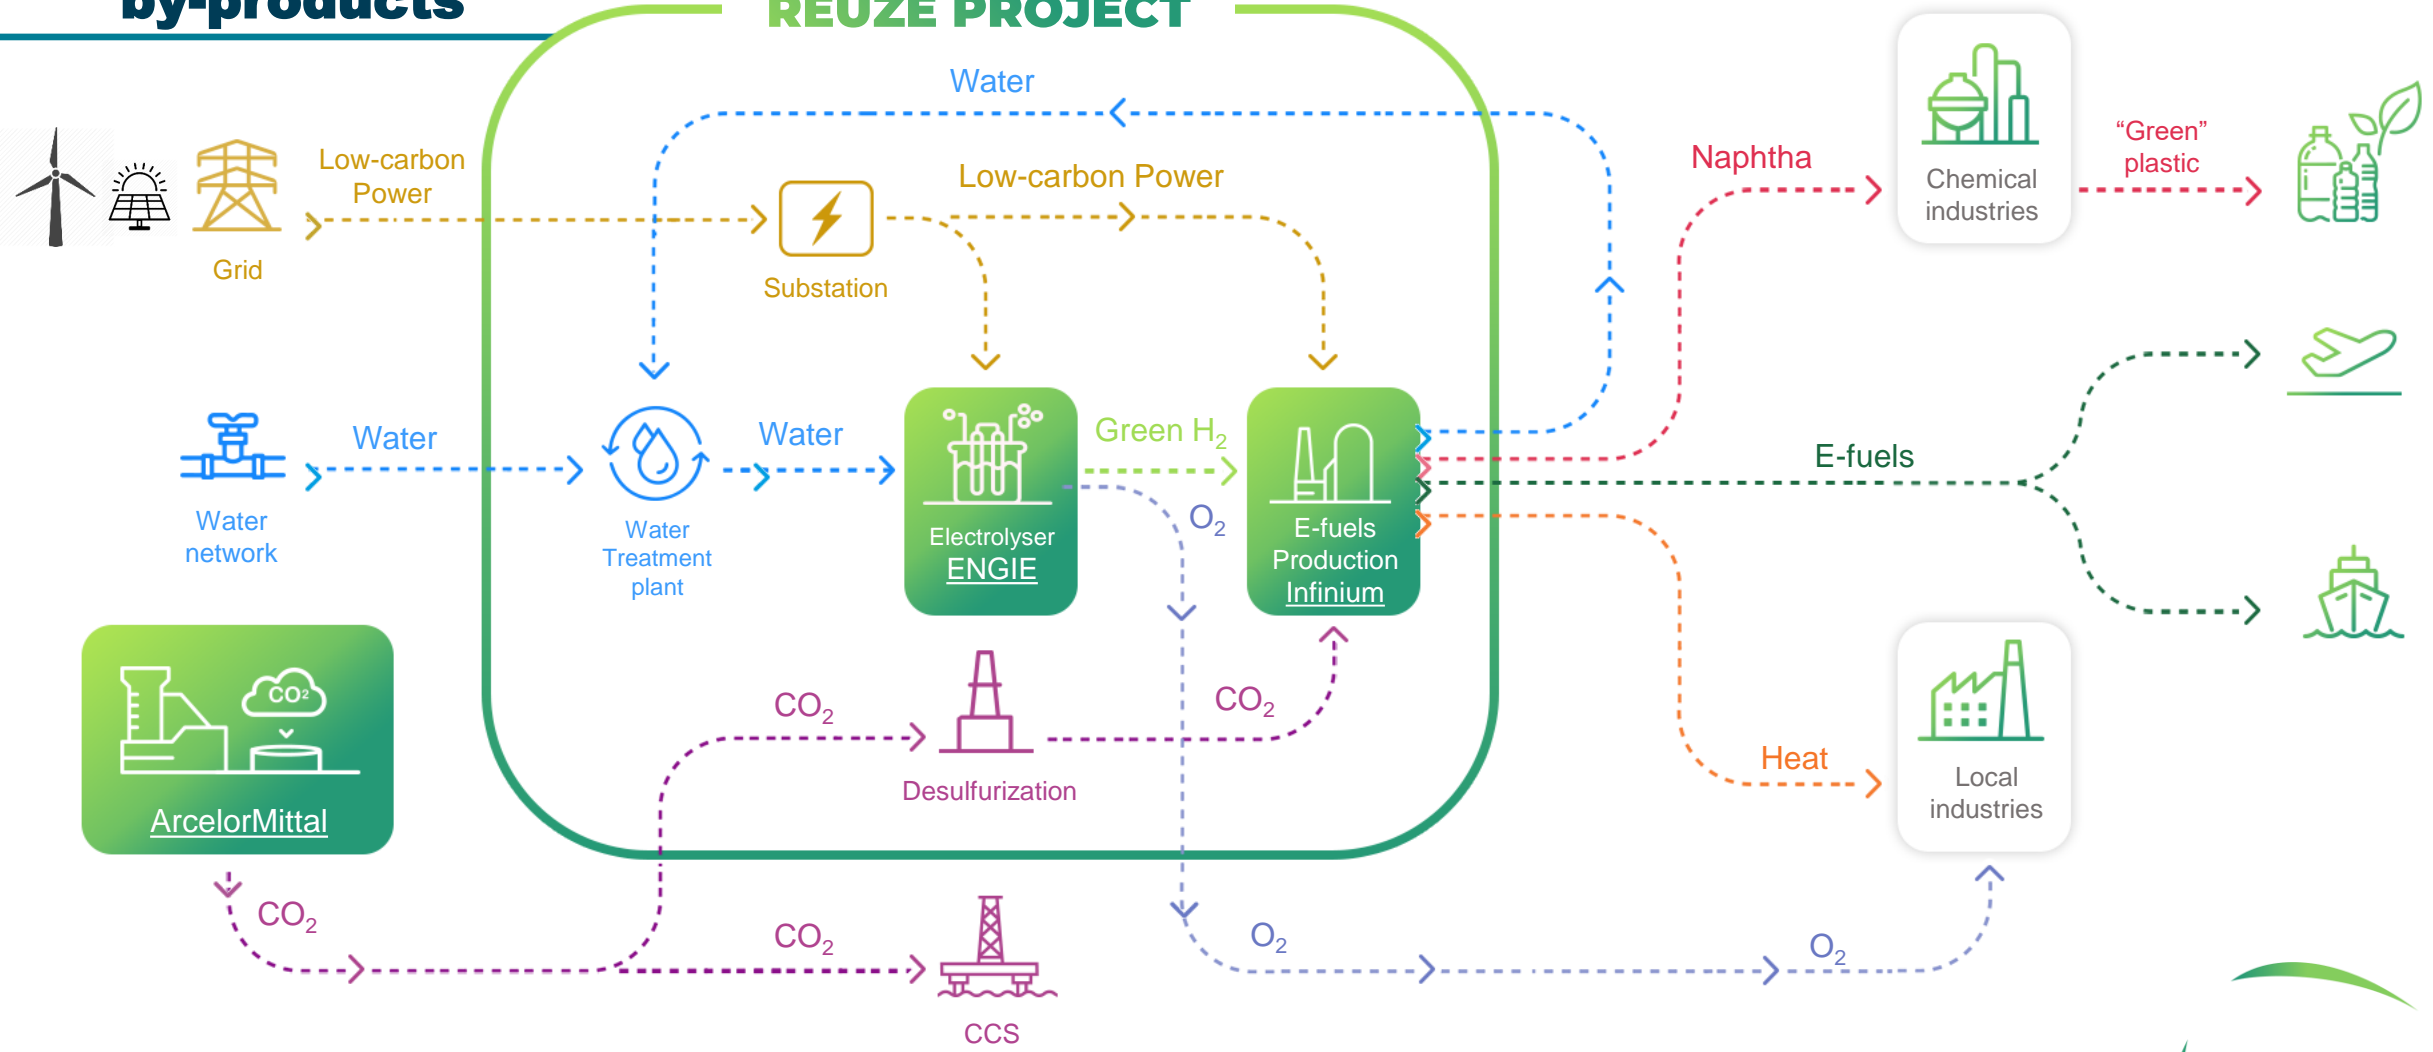 by-products
REUZE PROJECT
Water
Low-carbon
Power
Low-carbon Power
Grid
Substation
Naphtha
Chemical
industries
“Green”
plastic
Water
Water
Green H2
E-fuels
Water
network
Water
Treatment
plant
Electrolyser
ENGIE
O2
E-fuels
Production
Infinium
CO2
ArcelorMittal
CO2
CO2
Desulfurization
Heat
Local
industries
CO2
CO2
O2
O2
CCS